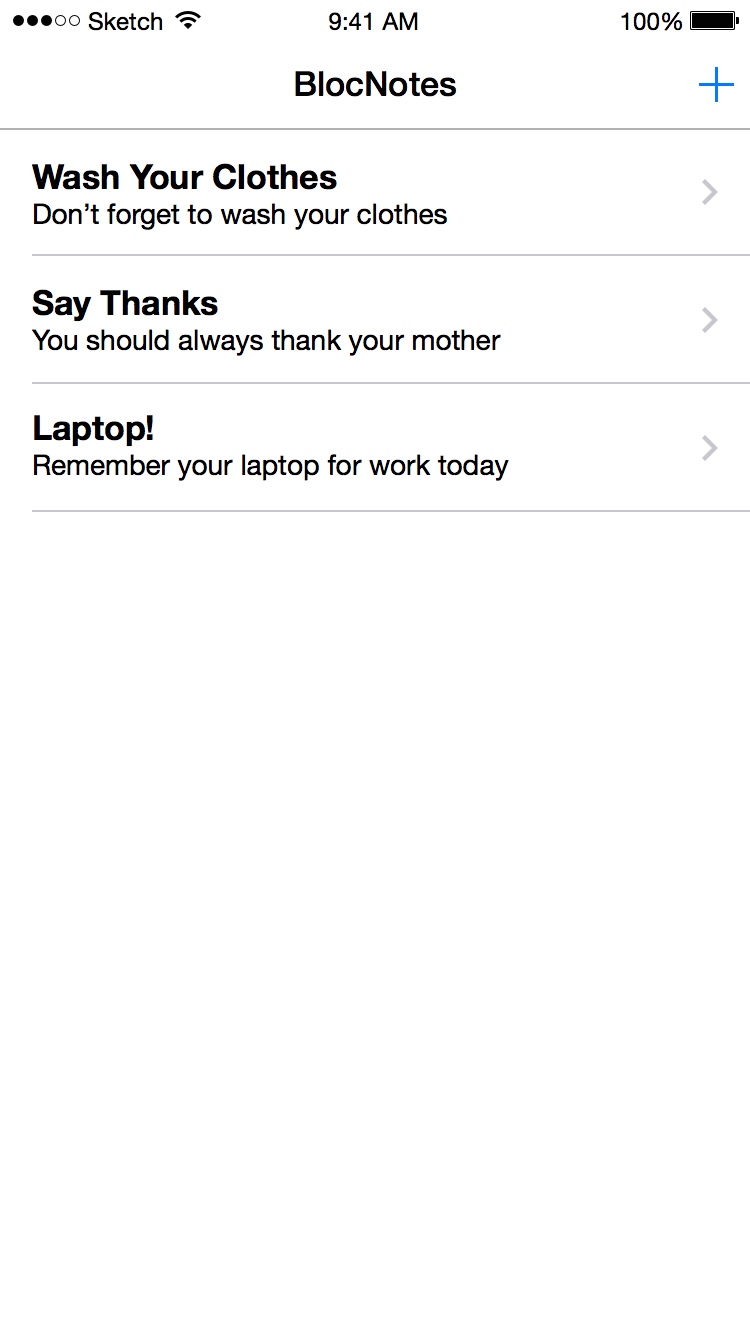 Sketch 9:41 AM 100%
BlocNotes
Wash Your Clothes
Don’t forget to wash your clothes
Say Thanks
You should always thank your mother
Laptop!
Remember your laptop for work today